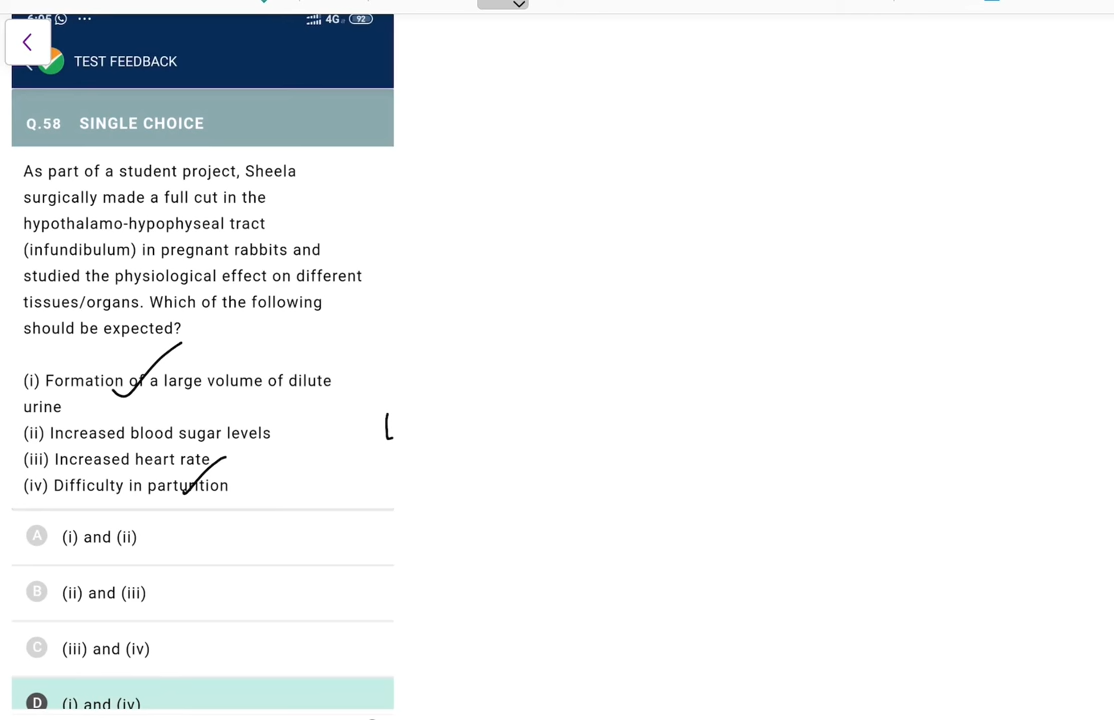 4G 92
TEST FEEDBACK
Q.58 SINGLE CHOICE
As part of a student project, Sheela
surgically made a full cut in the
hypothalamo-hypophyseal tract
(infundibulum) in pregnant rabbits and
studied the physiological effect on different
tissues/organs. Which of the following
should be expected?
(i) Formation of a large volume of dilute
urine
(ii) Increased blood sugar levels
(iii) Increased heart rate
(iv) Difficulty in parturition
A (i) and (ii)
B (ii) and (iii)
C (iii) and (iv)
D (i) and (iv)